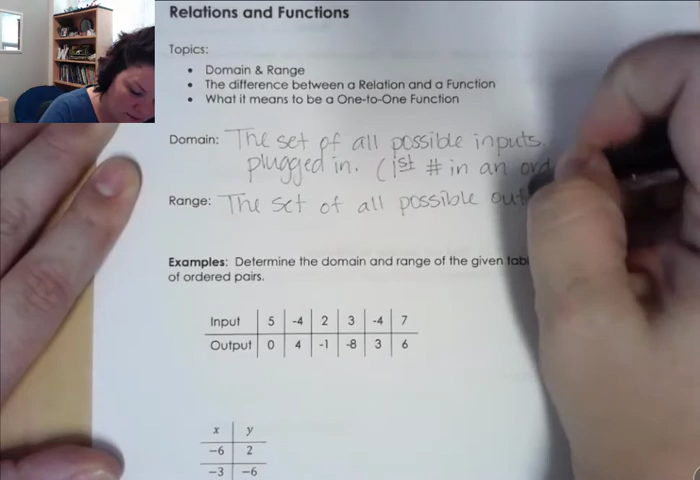 Relations and Functions
Topics:
• Domain & Range
• The difference between a Relation and a Function
• What it means to be a One-to-One Function
Domain: The set of all possible inputs
plugged in. (1st # in an
Range: The set of all possible
Examples: Determine the domain and range of the given
of ordered pairs.
Input 5 -4 2 3 -4 7
Output 0 4 -1 -8 3 6
x y
-6 2
-3 -6